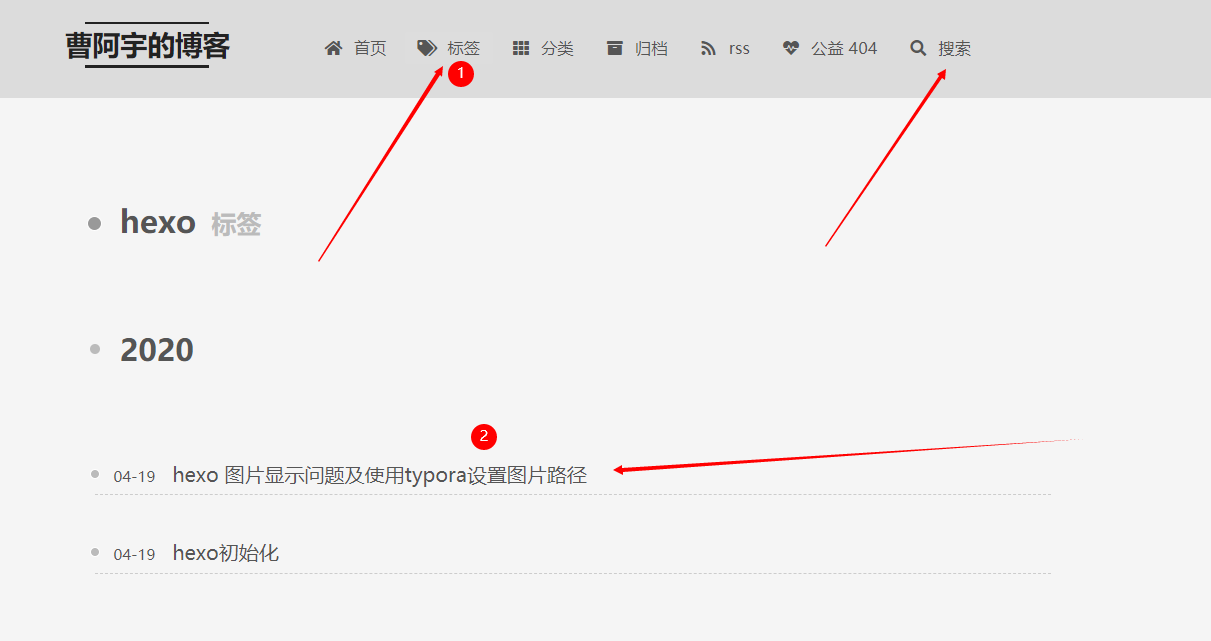 曹阿宇的博客 首页 标签 分类 归档 rss 公益 404 搜索
1
hexo 标签
2020
2
04-19 hexo 图片显示问题及使用typora设置图片路径
04-19 hexo初始化